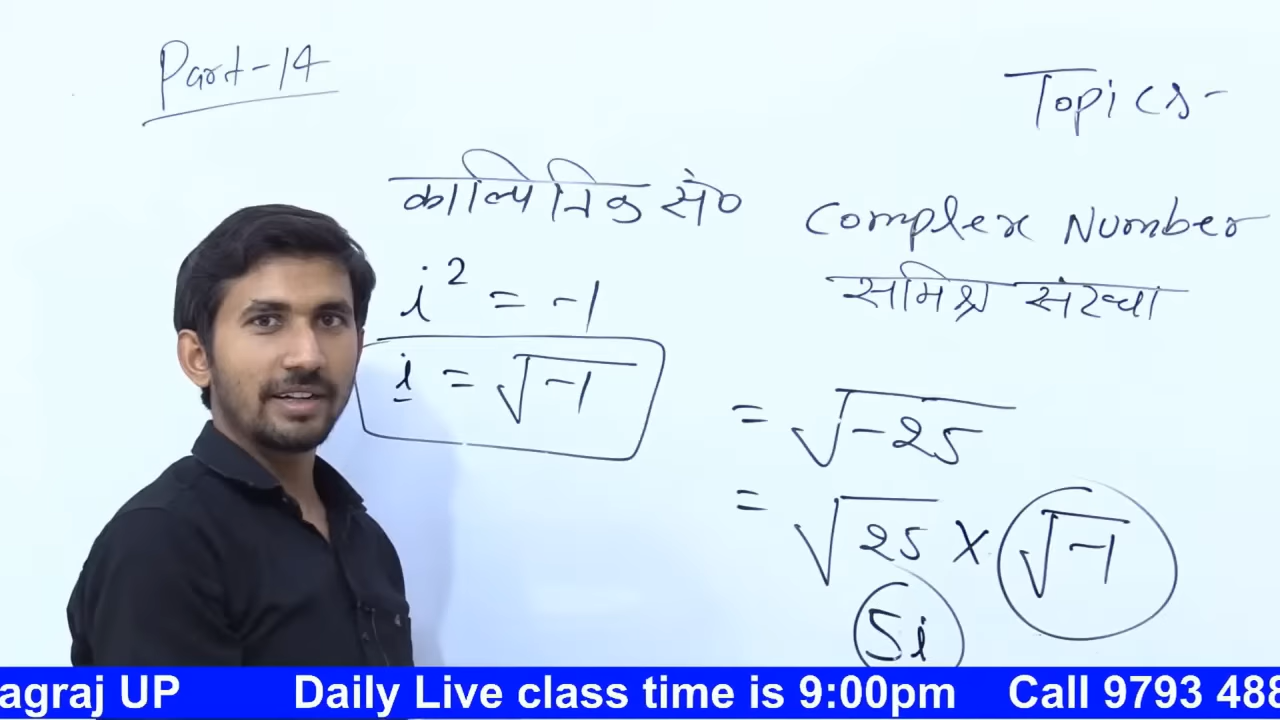 Part-14
Topics-
काल्पिनिक सं०
Complex Number
समिश्र संख्या
i² = -1
i = √-1
= √-25
= √25 × √-1
5i
agraj UP Daily Live class time is 9:00pm Call 9793 488